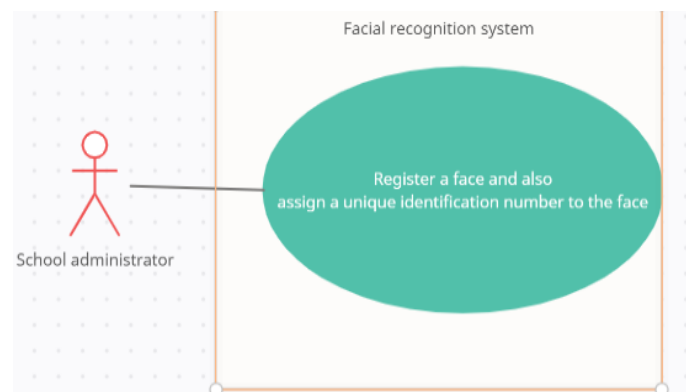 Facial recognition system
Register a face and also
assign a unique identification number to the face
School administrator